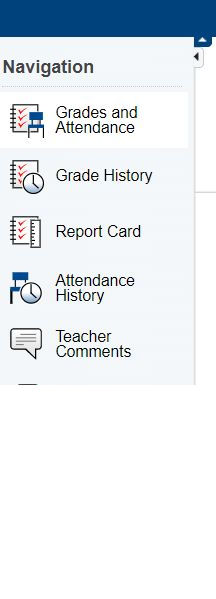 Navigation
Grades and
Attendance
Grade History
Report Card
Attendance
History
Teacher
Comments